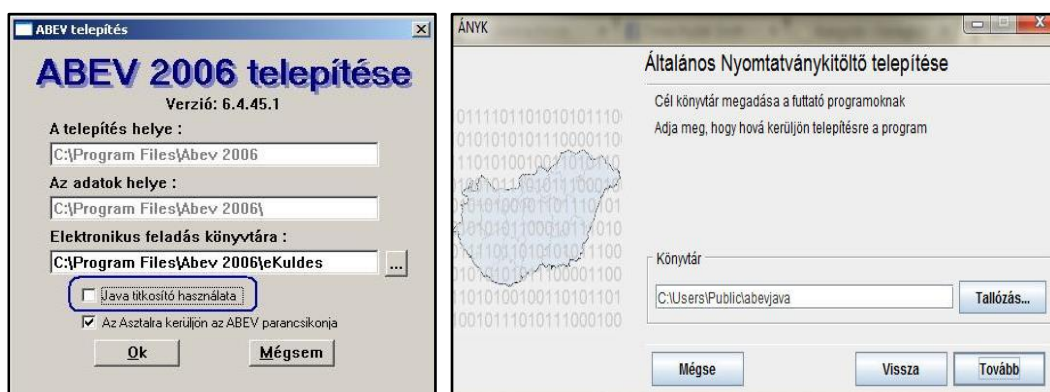 ABEV telepítés
ABEV 2006 telepítése
Verzió: 6.4.45.1
A telepítés helye :
C:\Program Files\Abev 2006
Az adatok helye :
C:\Program Files\Abev 2006\
Elektronikus feladás könyvtára :
C:\Program Files\Abev 2006\eKuldes
...
Java titkosító használata
Az Asztalra kerüljön az ABEV parancsikonja
Ok Mégsem
ÁNYK
Általános Nyomtatványkitöltő telepítése
Cél könyvtár megadása a futtató programoknak
Adja meg, hogy hová kerüljön telepítésre a program
Könyvtár
C:\Users\Public\abevjava Tallózás...
Mégse Vissza Tovább